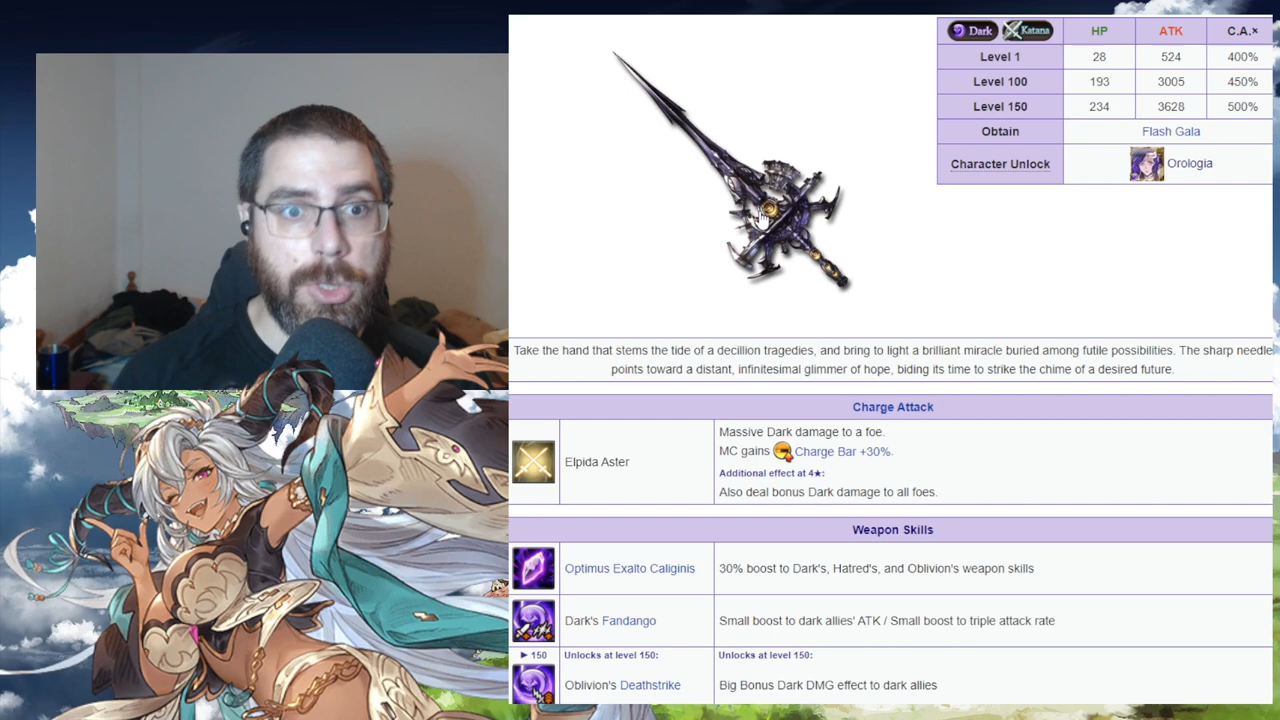 Dark Katana HP ATK C.A.×
Level 1 28 524 400%
Level 100 193 3005 450%
Level 150 234 3628 500%
Obtain Flash Gala
Character Unlock Orologia
Take the hand that stems the tide of a decillion tragedies, and bring to light a brilliant miracle buried among futile possibilities. The sharp needle
points toward a distant, infinitesimal glimmer of hope, biding its time to strike the chime of a desired future.
Charge Attack
Elpida Aster
Massive Dark damage to a foe.
MC gains Charge Bar +30%.
Additional effect at 4★:
Also deal bonus Dark damage to all foes.
Weapon Skills
Optimus Exalto Caliginis 30% boost to Dark's, Hatred's, and Oblivion's weapon skills
Dark's Fandango Small boost to dark allies' ATK / Small boost to triple attack rate
► 150 Unlocks at level 150: Unlocks at level 150:
Oblivion's Deathstrike Big Bonus Dark DMG effect to dark allies